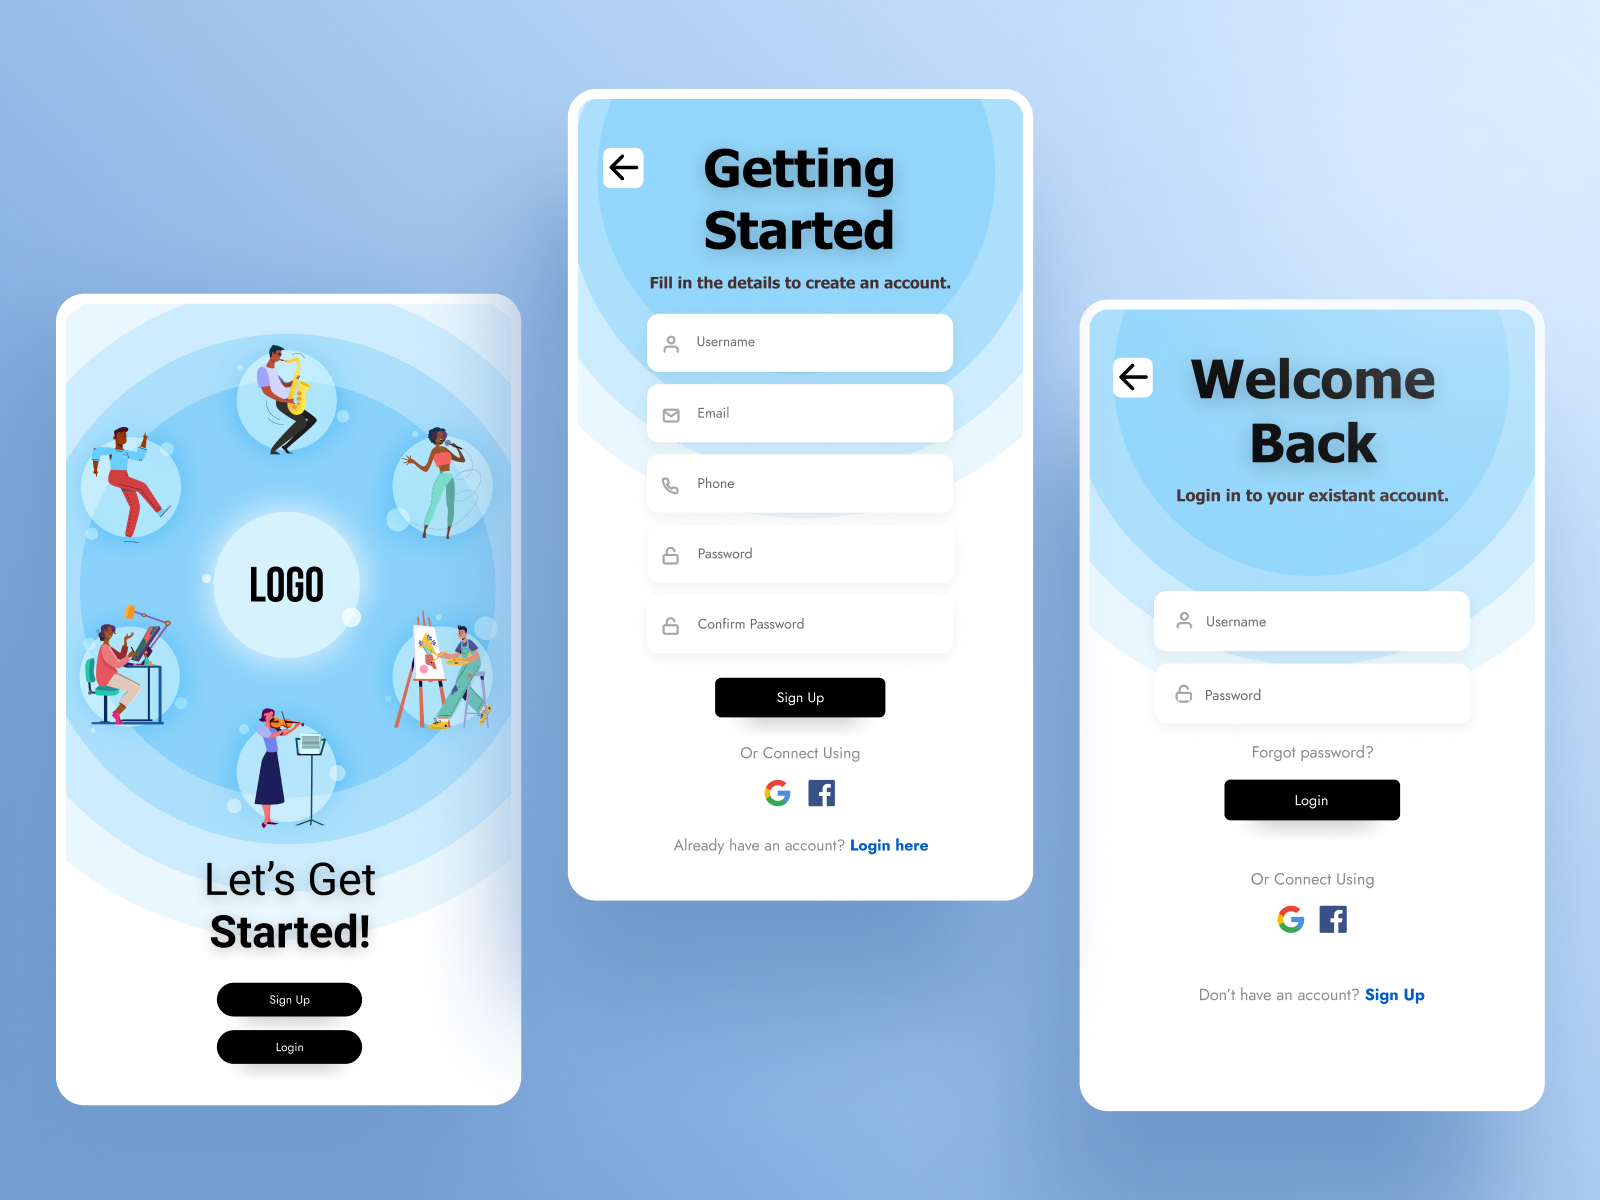 LOGO
Let’s Get
Started!
Sign Up
Login
Getting
Started
Fill in the details to create an account.
Username
Email
Phone
Password
Confirm Password
Sign Up
Or Connect Using
Already have an account? Login here
Welcome
Back
Login in to your existant account.
Username
Password
Forgot password?
Login
Or Connect Using
Don’t have an account? Sign Up